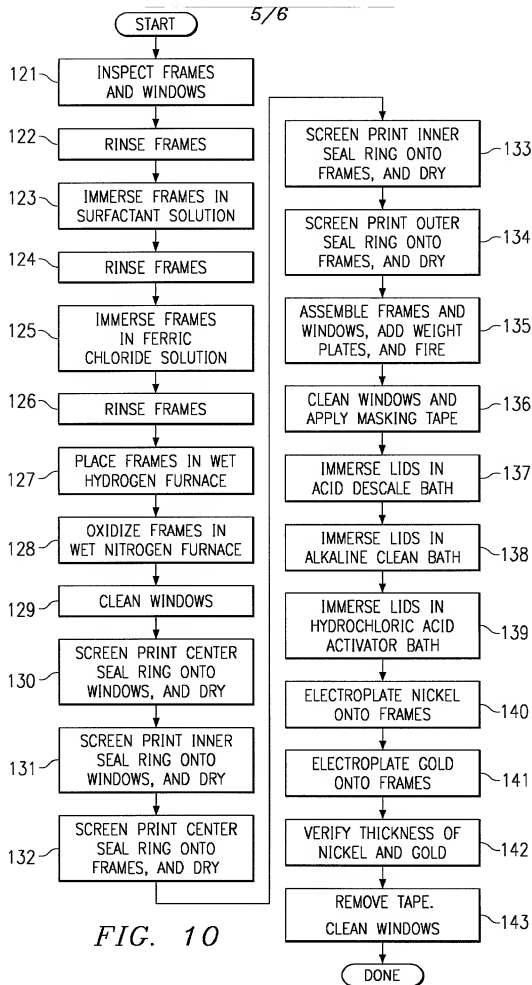 5/6
START
121
INSPECT FRAMES
AND WINDOWS
122
RINSE FRAMES
123
IMMERSE FRAMES IN
SURFACTANT SOLUTION
124
RINSE FRAMES
125
IMMERSE FRAMES
IN FERRIC
CHLORIDE SOLUTION
126
RINSE FRAMES
127
PLACE FRAMES IN WET
HYDROGEN FURNACE
128
OXIDIZE FRAMES IN
WET NITROGEN FURNACE
129
CLEAN WINDOWS
130
SCREEN PRINT CENTER
SEAL RING ONTO
WINDOWS, AND DRY
131
SCREEN PRINT INNER
SEAL RING ONTO
WINDOWS, AND DRY
132
SCREEN PRINT CENTER
SEAL RING ONTO
FRAMES, AND DRY
SCREEN PRINT INNER
SEAL RING ONTO
FRAMES, AND DRY
133
SCREEN PRINT OUTER
SEAL RING ONTO
FRAMES, AND DRY
134
ASSEMBLE FRAMES AND
WINDOWS, ADD WEIGHT
PLATES, AND FIRE
135
CLEAN WINDOWS AND
APPLY MASKING TAPE
136
IMMERSE LIDS IN
ACID DESCALE BATH
137
IMMERSE LIDS IN
ALKALINE CLEAN BATH
138
IMMERSE LIDS IN
HYDROCHLORIC ACID
ACTIVATOR BATH
139
ELECTROPLATE NICKEL
ONTO FRAMES
140
ELECTROPLATE GOLD
ONTO FRAMES
141
VERIFY THICKNESS OF
NICKEL AND GOLD
142
REMOVE TAPE.
CLEAN WINDOWS
143
DONE
FIG. 10